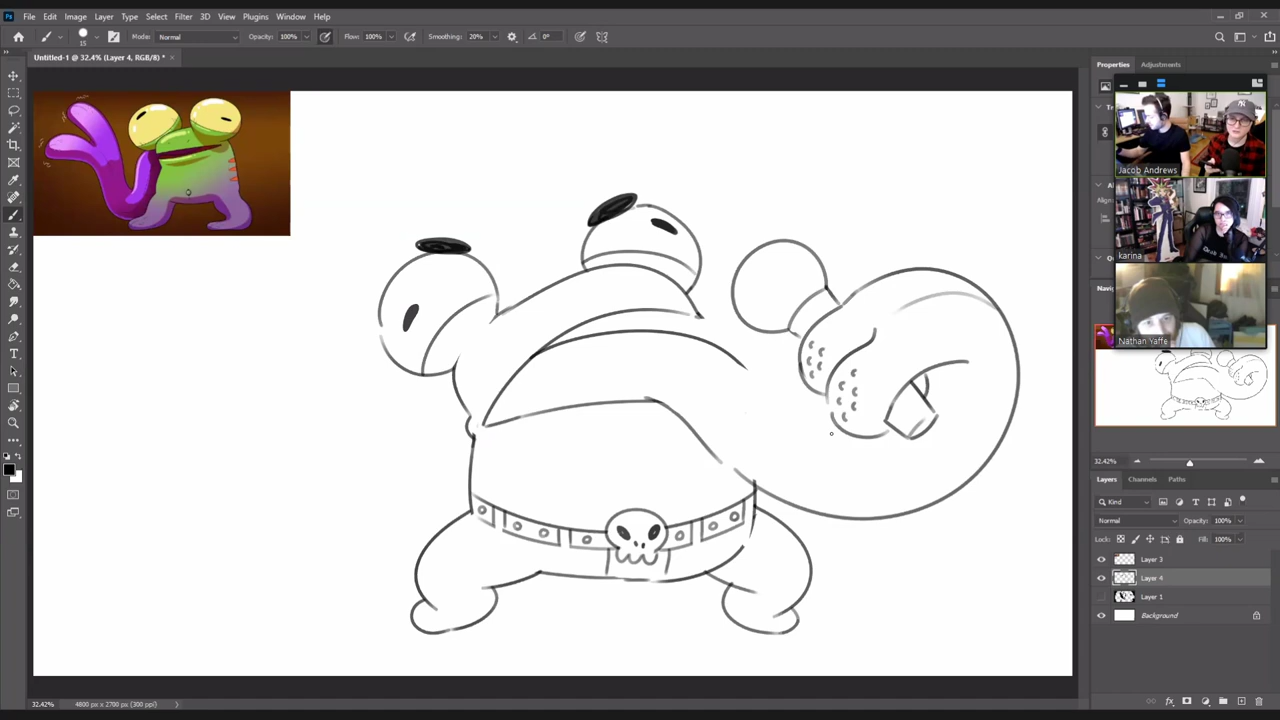 Ps File Edit Image Layer Type Select Filter 3D View Plugins Window Help
15 Mode: Normal Opacity: 100% Flow: 100% Smoothing: 20% 0°
Untitled-1 @ 32.4% (Layer 4, RGB/8) * ×
Properties Adjustments
Jacob Andrews
karina
Nathan Yaffe
32.42%
Layers Channels Paths
Kind
Normal Opacity: 100%
Lock: Fill: 100%
Layer 3
Layer 4
Layer 1
Background
32.42% 4800 px x 2700 px (300 ppi)